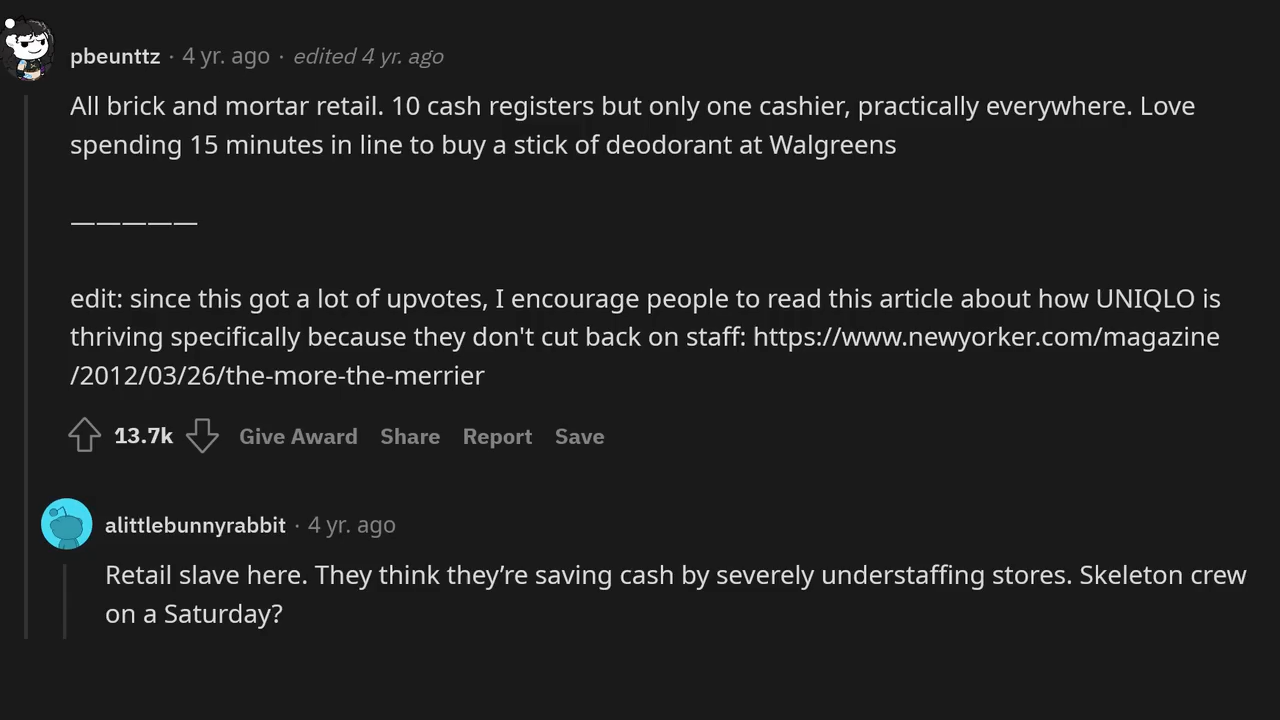 pbeunttz · 4 yr. ago · edited 4 yr. ago
All brick and mortar retail. 10 cash registers but only one cashier, practically everywhere. Love
spending 15 minutes in line to buy a stick of deodorant at Walgreens
—————
edit: since this got a lot of upvotes, I encourage people to read this article about how UNIQLO is
thriving specifically because they don't cut back on staff: https://www.newyorker.com/magazine
/2012/03/26/the-more-the-merrier
13.7k Give Award Share Report Save
alittlebunnyrabbit · 4 yr. ago
Retail slave here. They think they’re saving cash by severely understaffing stores. Skeleton crew
on a Saturday?